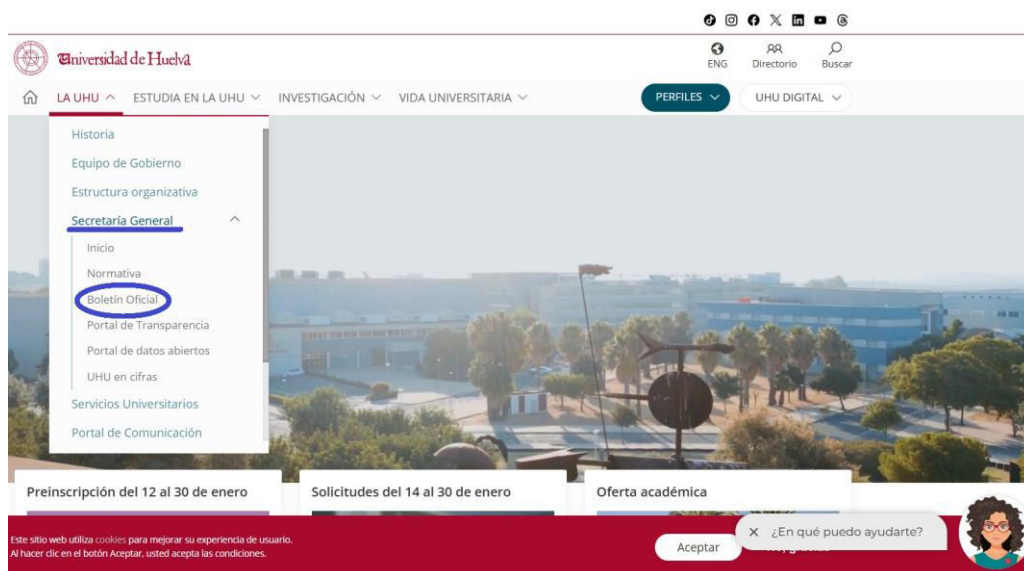 Universidad de Huelva
ENG
Directorio
Buscar
LA UHU
ESTUDIA EN LA UHU
INVESTIGACIÓN
VIDA UNIVERSITARIA
PERFILES
UHU DIGITAL
Historia
Equipo de Gobierno
Estructura organizativa
Secretaría General
Inicio
Normativa
Boletín Oficial
Portal de Transparencia
Portal de datos abiertos
UHU en cifras
Servicios Universitarios
Portal de Comunicación
Preinscripción del 12 al 30 de enero
Solicitudes del 14 al 30 de enero
Oferta académica
Este sitio web utiliza cookies para mejorar su experiencia de usuario.
Al hacer clic en el botón Aceptar, usted acepta las condiciones.
Aceptar
¿En qué puedo ayudarte?